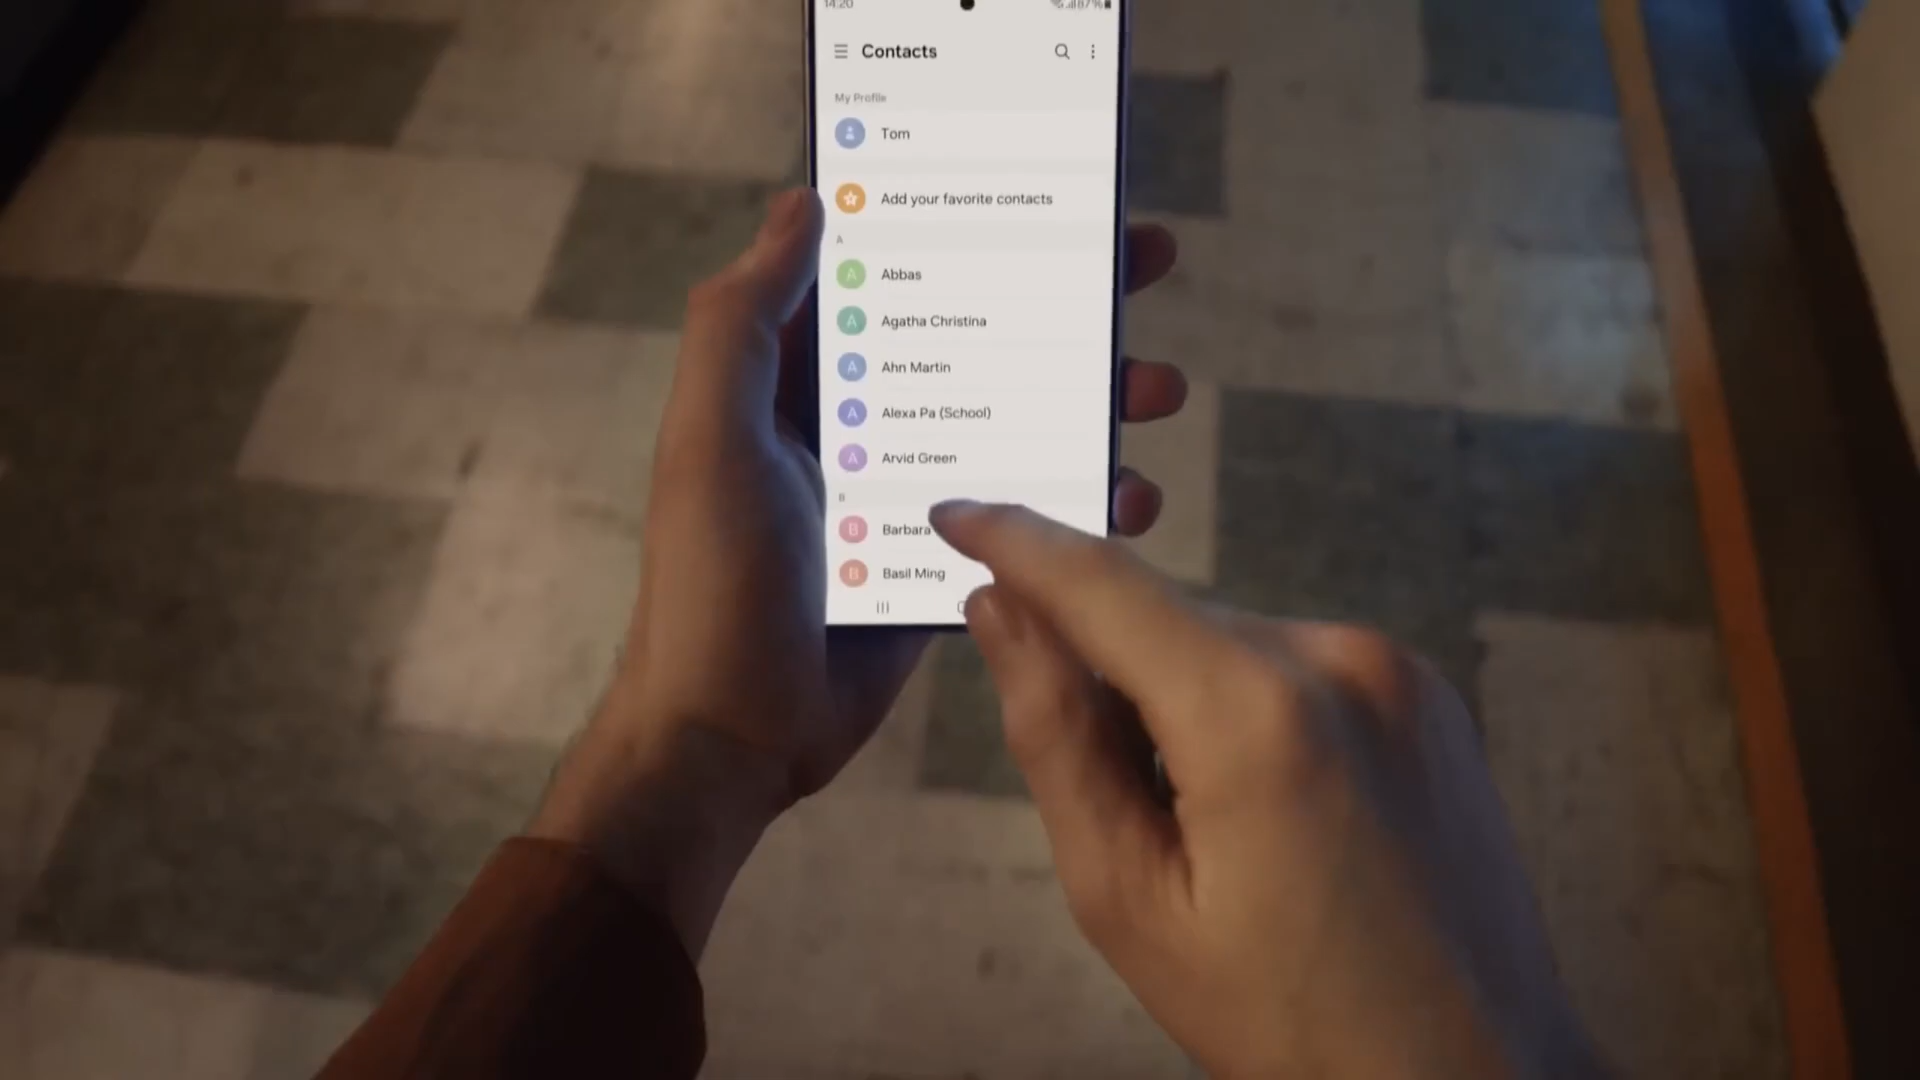 14:20
87%
Contacts
My Profile
Tom
Add your favorite contacts
A
A Abbas
A Agatha Christina
A Ahn Martin
A Alexa Pa (School)
A Arvid Green
B
B Barbara
B Basil Ming